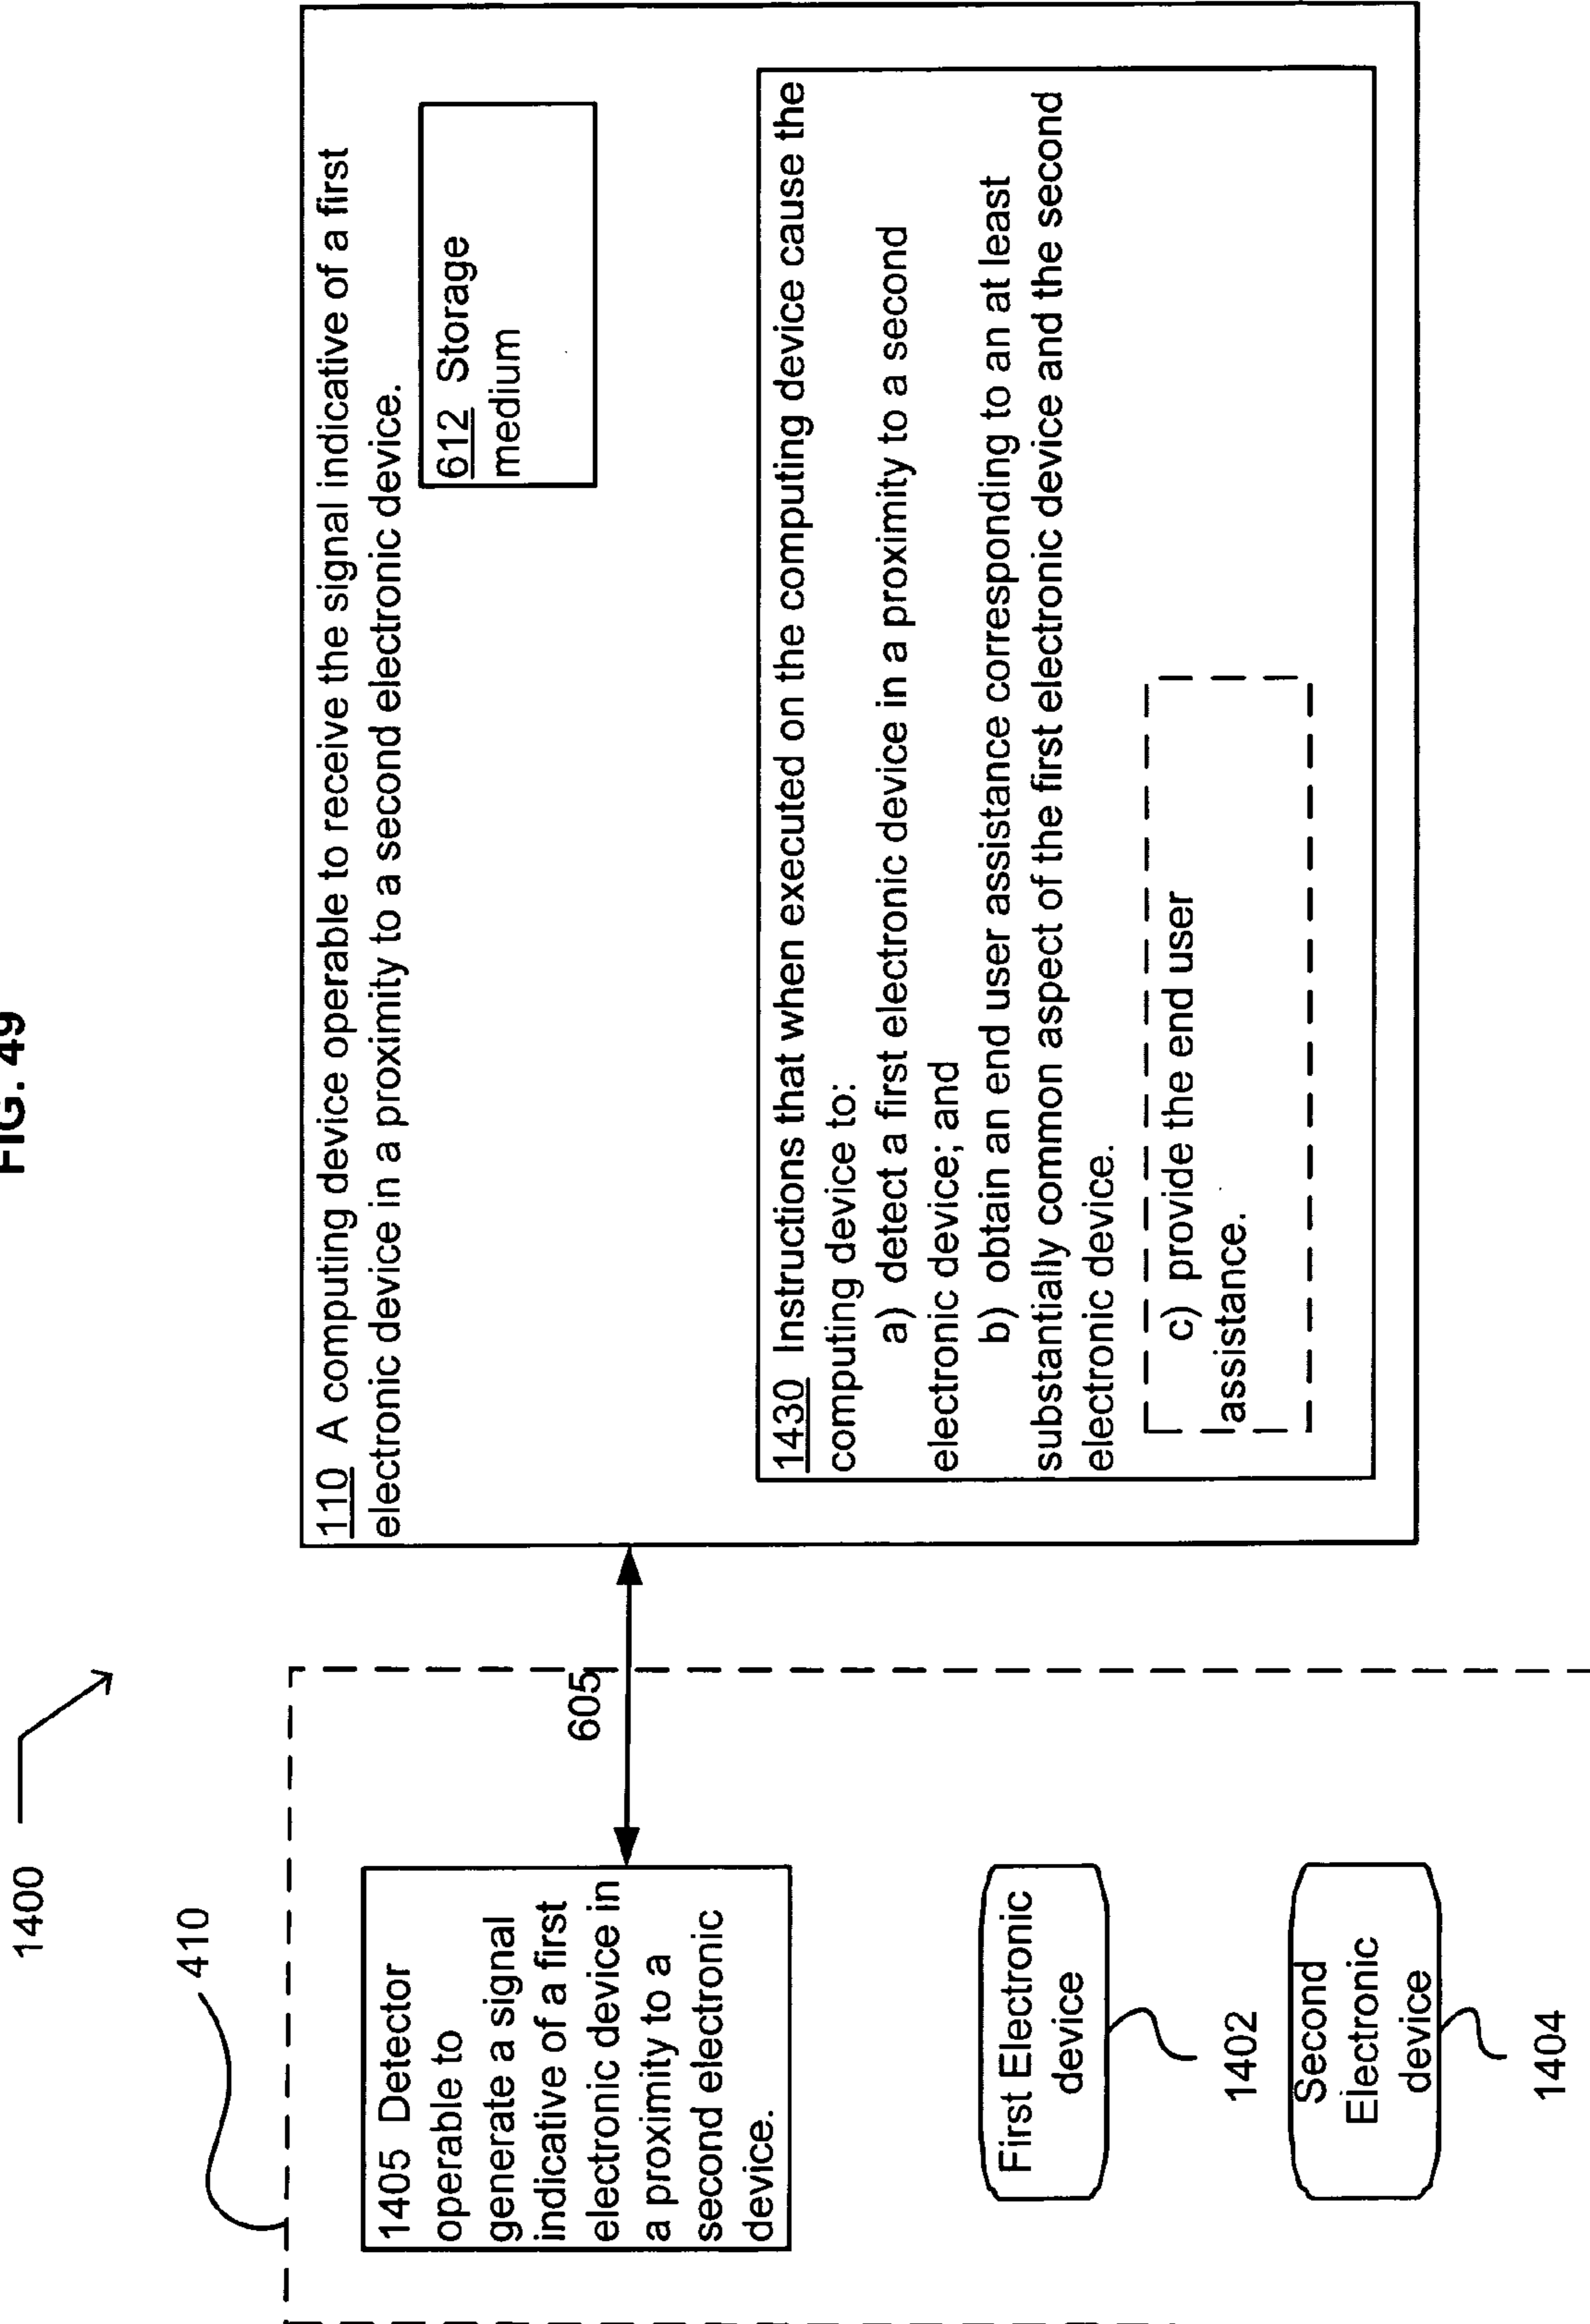 FIG. 49
1400
410
1405 Detector
operable to
generate a signal
indicative of a first
electronic device in
a proximity to a
second electronic
device.
First Electronic
device
1402
Second
Electronic
device
1404
605
110 A computing device operable to receive the signal indicative of a first
electronic device in a proximity to a second electronic device.
612 Storage
medium
1430 Instructions that when executed on the computing device cause the
computing device to:
a) detect a first electronic device in a proximity to a second
electronic device; and
b) obtain an end user assistance corresponding to an at least
substantially common aspect of the first electronic device and the second
electronic device.
c) provide the end user
assistance.